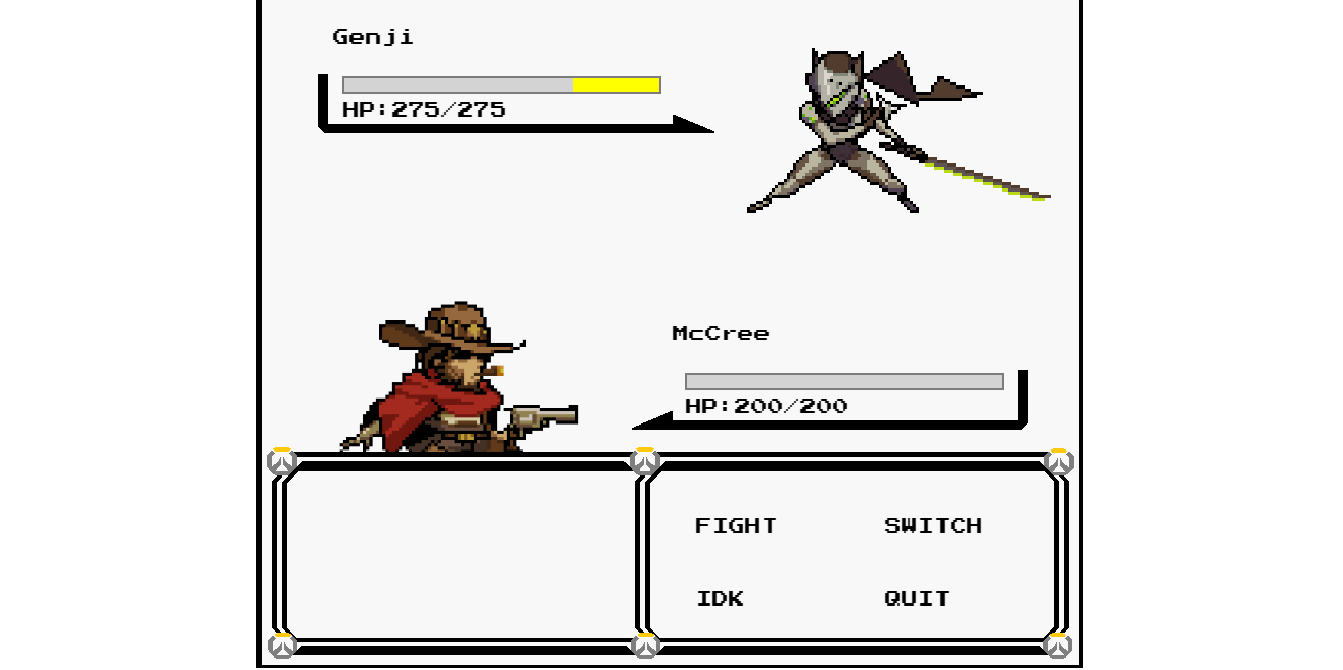 Genji
HP:275/275
McCree
HP:200/200
FIGHT SWITCH
IDK QUIT